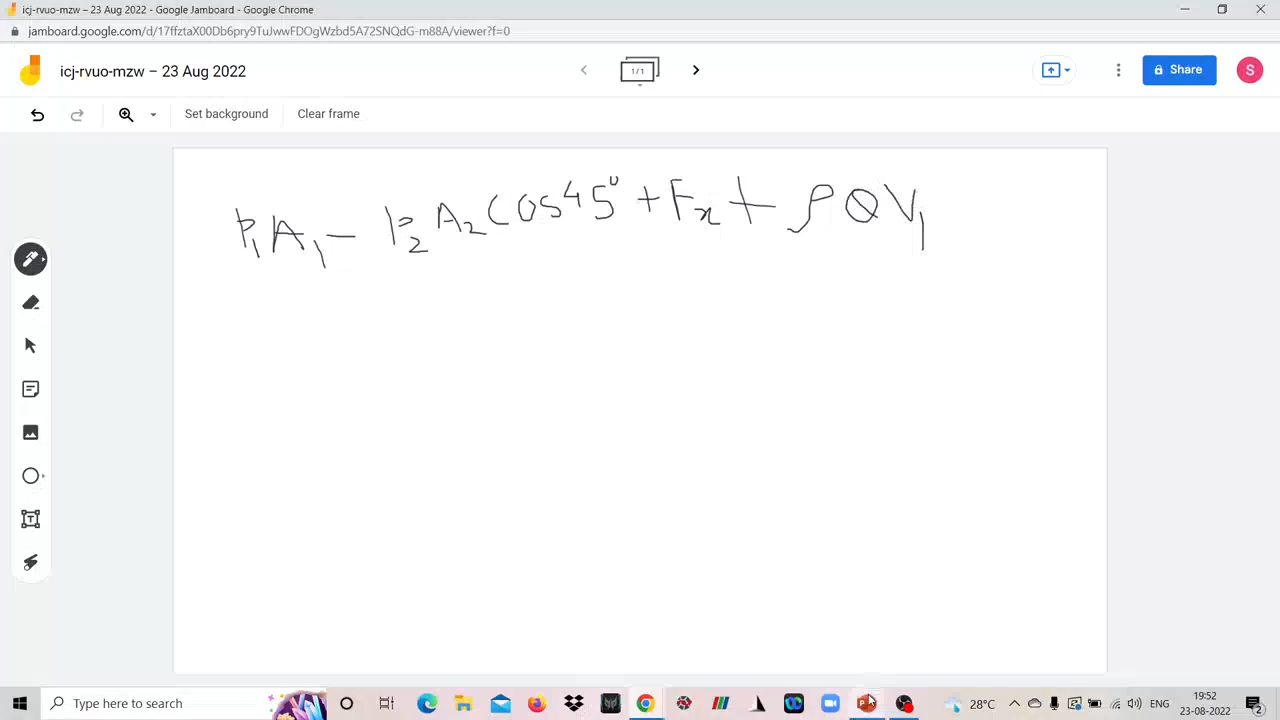 icj-rvuo-mzw – 23 Aug 2022 - Google Jamboard - Google Chrome
jamboard.google.com/d/17ffztaX00Db6pry9TuJwwFDOgWzbd5A72SNQdG-m88A/viewer?f=0
icj-rvuo-mzw – 23 Aug 2022
1 / 1
Share
S
Set background
Clear frame
P₁A₁ – P₂A₂ Cos45° + Fx + ρQV₁
Type here to search
28°C
ENG
19:52
23-08-2022
2